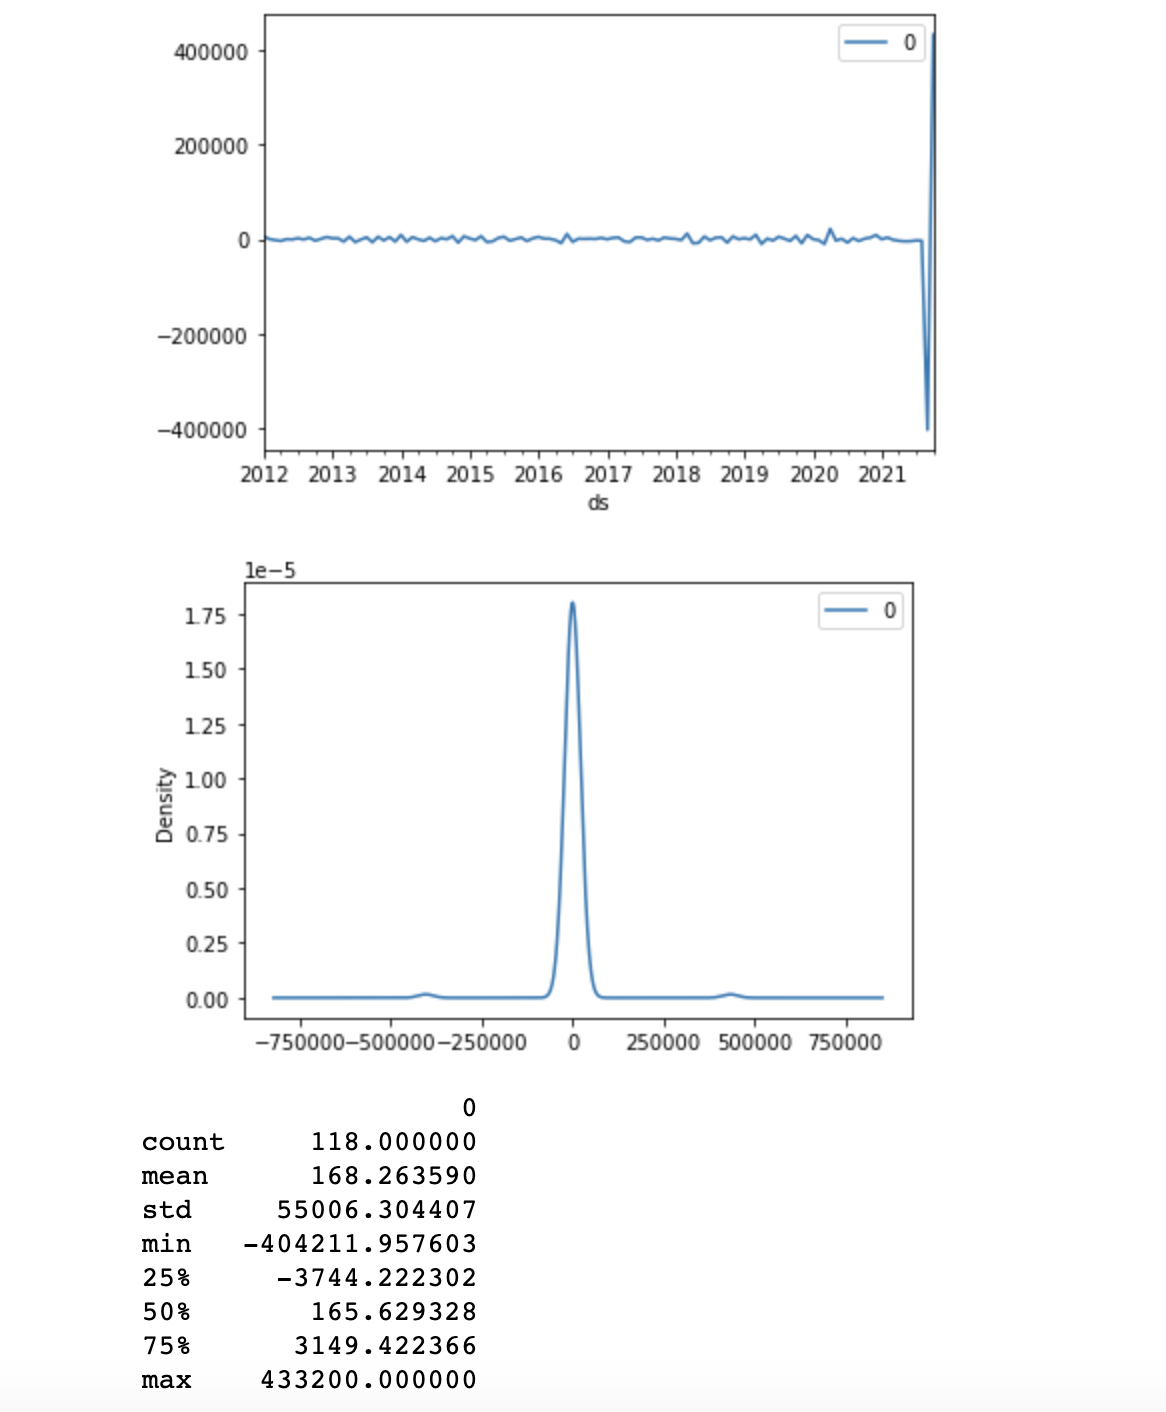 400000
200000
0
−200000
−400000
0
2012 2013 2014 2015 2016 2017 2018 2019 2020 2021
ds
1e−5
1.75
1.50
1.25
1.00
0.75
0.50
0.25
0.00
Density
0
−750000 −500000 −250000 0 250000 500000 750000
0
count 118.000000
mean 168.263590
std 55006.304407
min -404211.957603
25% -3744.222302
50% 165.629328
75% 3149.422366
max 433200.000000